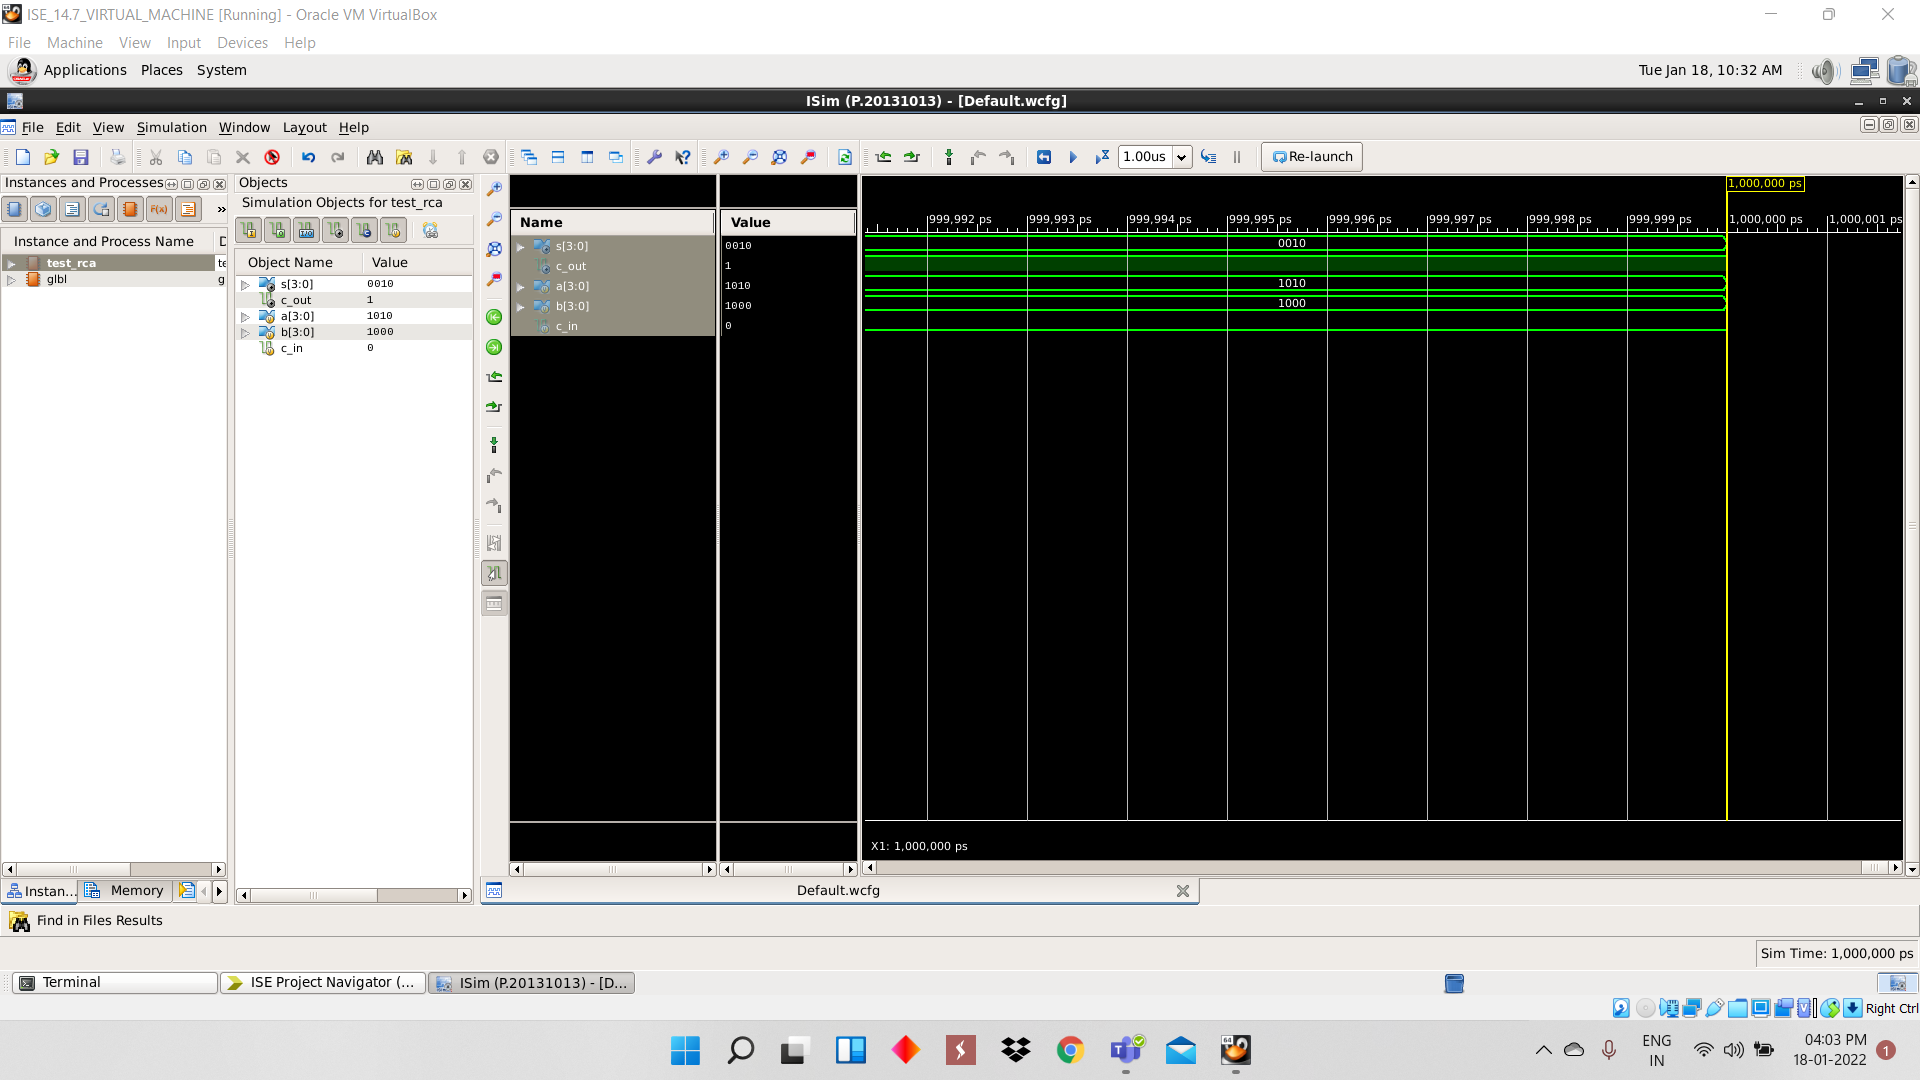 ISE_14.7_VIRTUAL_MACHINE [Running] - Oracle VM VirtualBox
File Machine View Input Devices Help
Applications Places System
Tue Jan 18, 10:32 AM
ISim (P.20131013) - [Default.wcfg]
File Edit View Simulation Window Layout Help
1.00us
Re-launch
Instances and Processes
Instance and Process Name D
test_rca te
glbl g
Instan... Memory
Objects
Simulation Objects for test_rca
Object Name Value
s[3:0] 0010
c_out 1
a[3:0] 1010
b[3:0] 1000
c_in 0
Name Value
s[3:0] 0010
c_out 1
a[3:0] 1010
b[3:0] 1000
c_in 0
1,000,000 ps
999,992 ps 999,993 ps 999,994 ps 999,995 ps 999,996 ps 999,997 ps 999,998 ps 999,999 ps 1,000,000 ps 1,000,001 ps
0010
1010
1000
X1: 1,000,000 ps
Default.wcfg
Find in Files Results
Sim Time: 1,000,000 ps
Terminal
ISE Project Navigator (...
ISim (P.20131013) - [D...
Right Ctrl
ENG
IN
04:03 PM
18-01-2022
1